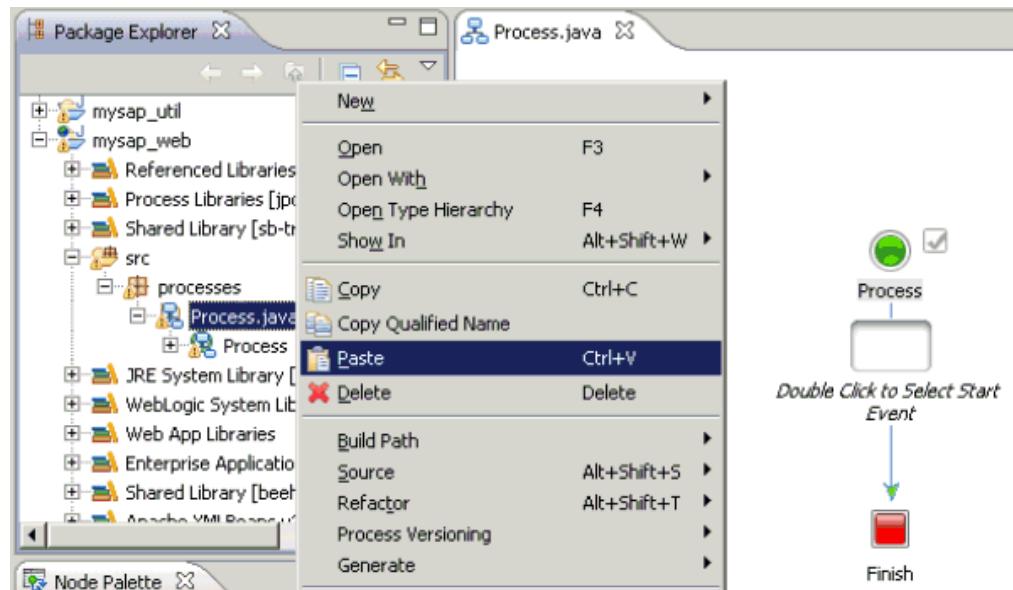 Package Explorer
Process.java
mysap_util
mysap_web
Referenced Libraries
Process Libraries [jpd
Shared Library [sb-tr
src
processes
Process.java
Process
JRE System Library [
WebLogic System Lib
Web App Libraries
Enterprise Applicatio
Shared Library [beeh
Apache XMLBeans v
Node Palette
New
Open F3
Open With
Open Type Hierarchy F4
Show In Alt+Shift+W
Copy Ctrl+C
Copy Qualified Name
Paste Ctrl+V
Delete Delete
Build Path
Source Alt+Shift+S
Refactor Alt+Shift+T
Process Versioning
Generate
Process
Double Click to Select Start
Event
Finish